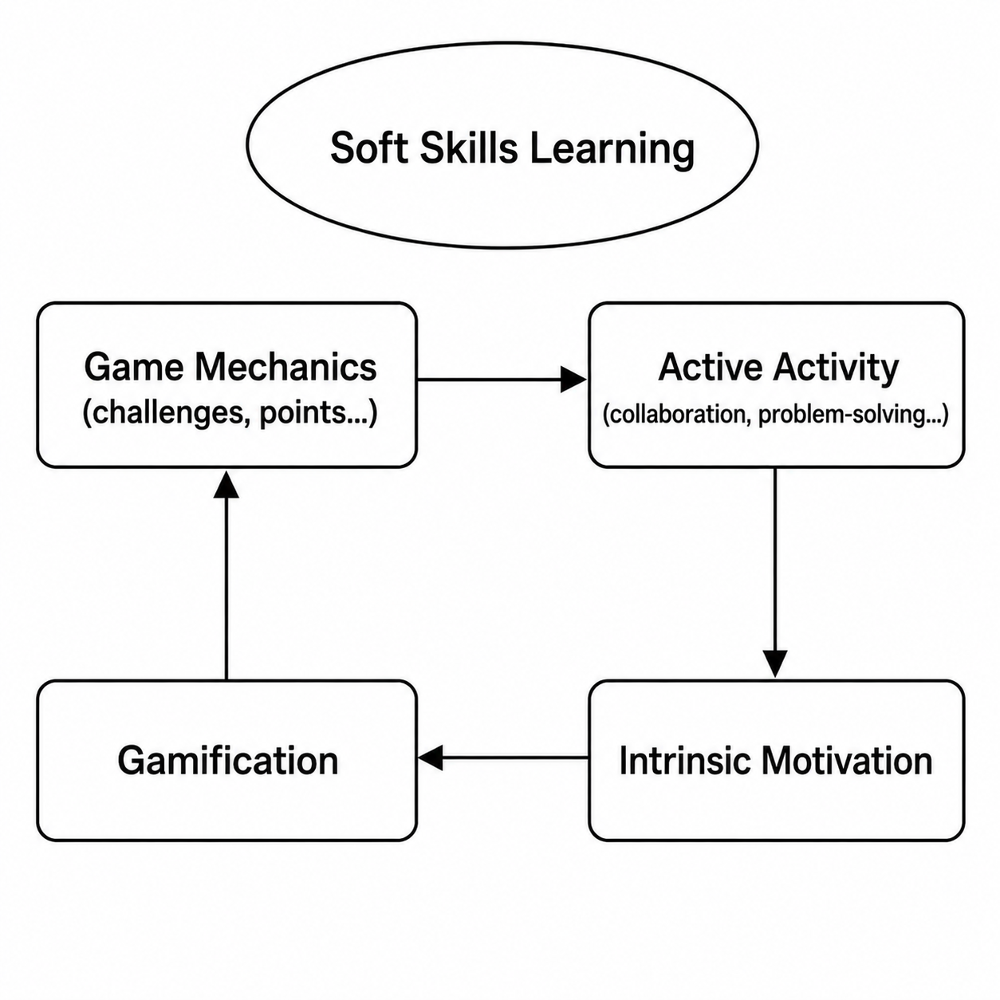 Soft Skills Learning
Game Mechanics
(challenges, points...)
Active Activity
(collaboration, problem-solving...)
Gamification
Intrinsic Motivation